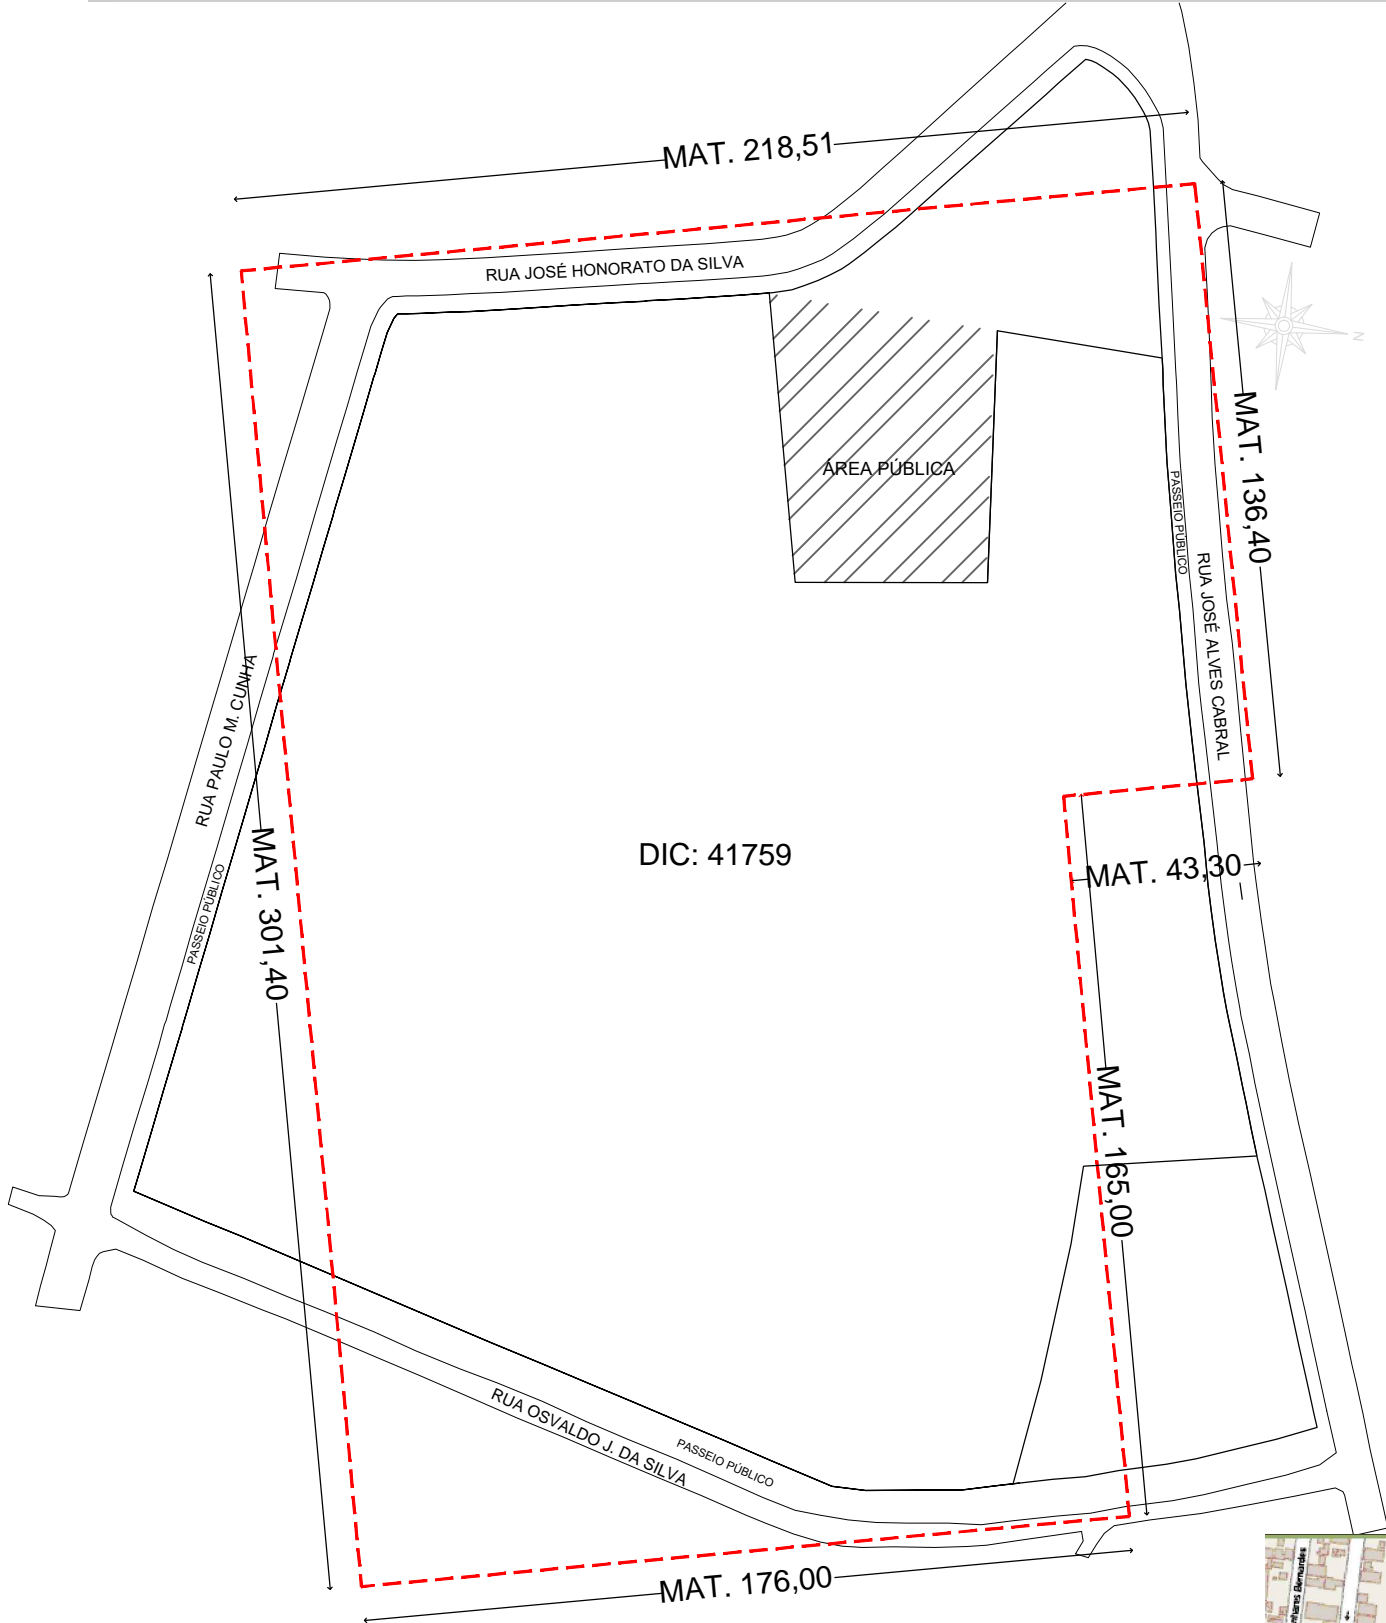 MAT. 218,51
RUA JOSÉ HONORATO DA SILVA
N
MAT. 136,40
ÁREA PÚBLICA
PASSEIO PÚBLICO
RUA JOSÉ ALVES CABRAL
RUA PAULO M. CUNHA
PASSEIO PÚBLICO
MAT. 301,40
DIC: 41759
MAT. 43,30
MAT. 165,00
RUA OSVALDO J. DA SILVA
PASSEIO PÚBLICO
MAT. 176,00
Bernardes